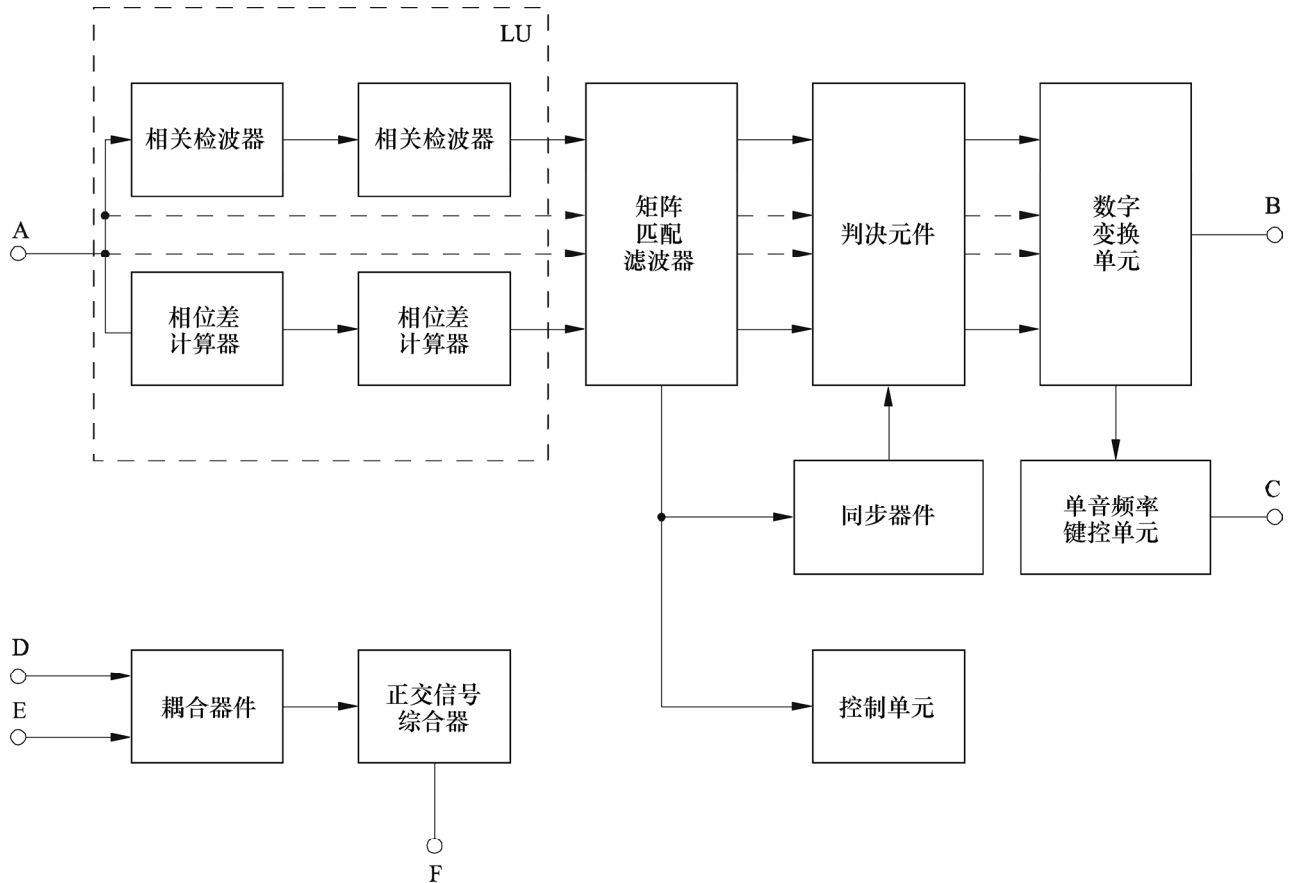 LU
相关检波器
相关检波器
A
矩阵
匹配
滤波器
判决元件
数字
变换
单元
B
相位差
计算器
相位差
计算器
同步器件
单音频率
键控单元
C
D
E
耦合器件
正交信号
综合器
控制单元
F